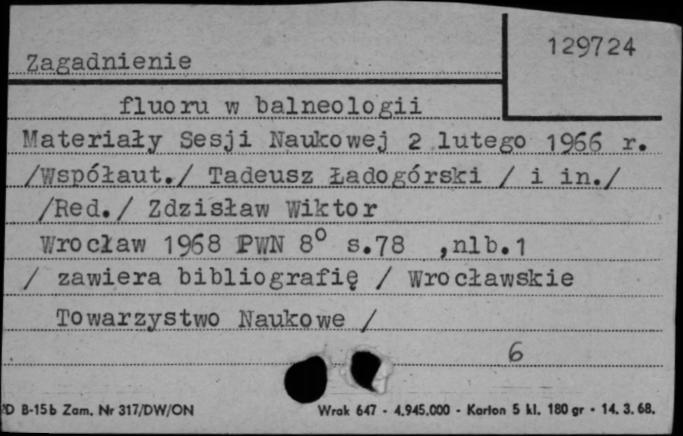 129724
Zagadnienie
fluoru w balneologii
Materiały Sesji Naukowej 2 lutego 1966 r.
/Współaut./ Tadeusz Ładogórski / i in./
/Red./ Zdzisław Wiktor
Wrocław 1968 PWN 8° s.78 ,nlb.1
/ zawiera bibliografię / Wrocławskie
Towarzystwo Naukowe /
6
PD B-15b Zam. Nr 317/DW/ON Wrak 647 - 4.945.000 - Karton 5 kl. 180 gr - 14. 3. 68.